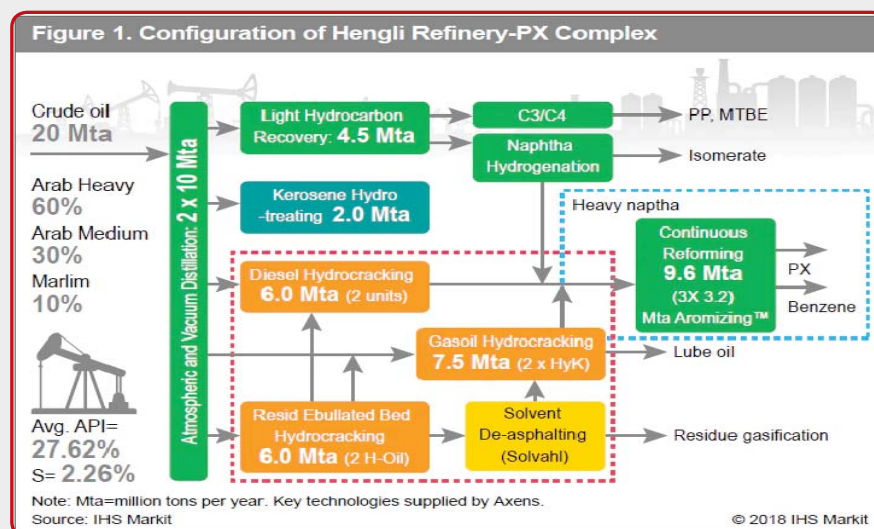 Figure 1. Configuration of Hengli Refinery-PX Complex
Crude oil
20 Mta
Arab Heavy
60%
Arab Medium
30%
Marlim
10%
Avg. API=
27.62%
S= 2.26%
Atmospheric and Vacuum Distillation: 2 x 10 Mta
Light Hydrocarbon
Recovery: 4.5 Mta
C3/C4
PP, MTBE
Naphtha
Hydrogenation
Isomerate
Kerosene Hydro
-treating 2.0 Mta
Heavy naptha
Continuous
Reforming
9.6 Mta
(3X 3.2)
Mta Aromizing™
PX
Benzene
Diesel Hydrocracking
6.0 Mta (2 units)
Gasoil Hydrocracking
7.5 Mta (2 x HyK)
Lube oil
Resid Ebullated Bed
Hydrocracking
6.0 Mta (2 H-Oil)
Solvent
De-asphalting
(Solvahl)
Residue gasification
Note: Mta=million tons per year. Key technologies supplied by Axens.
Source: IHS Markit
© 2018 IHS Markit